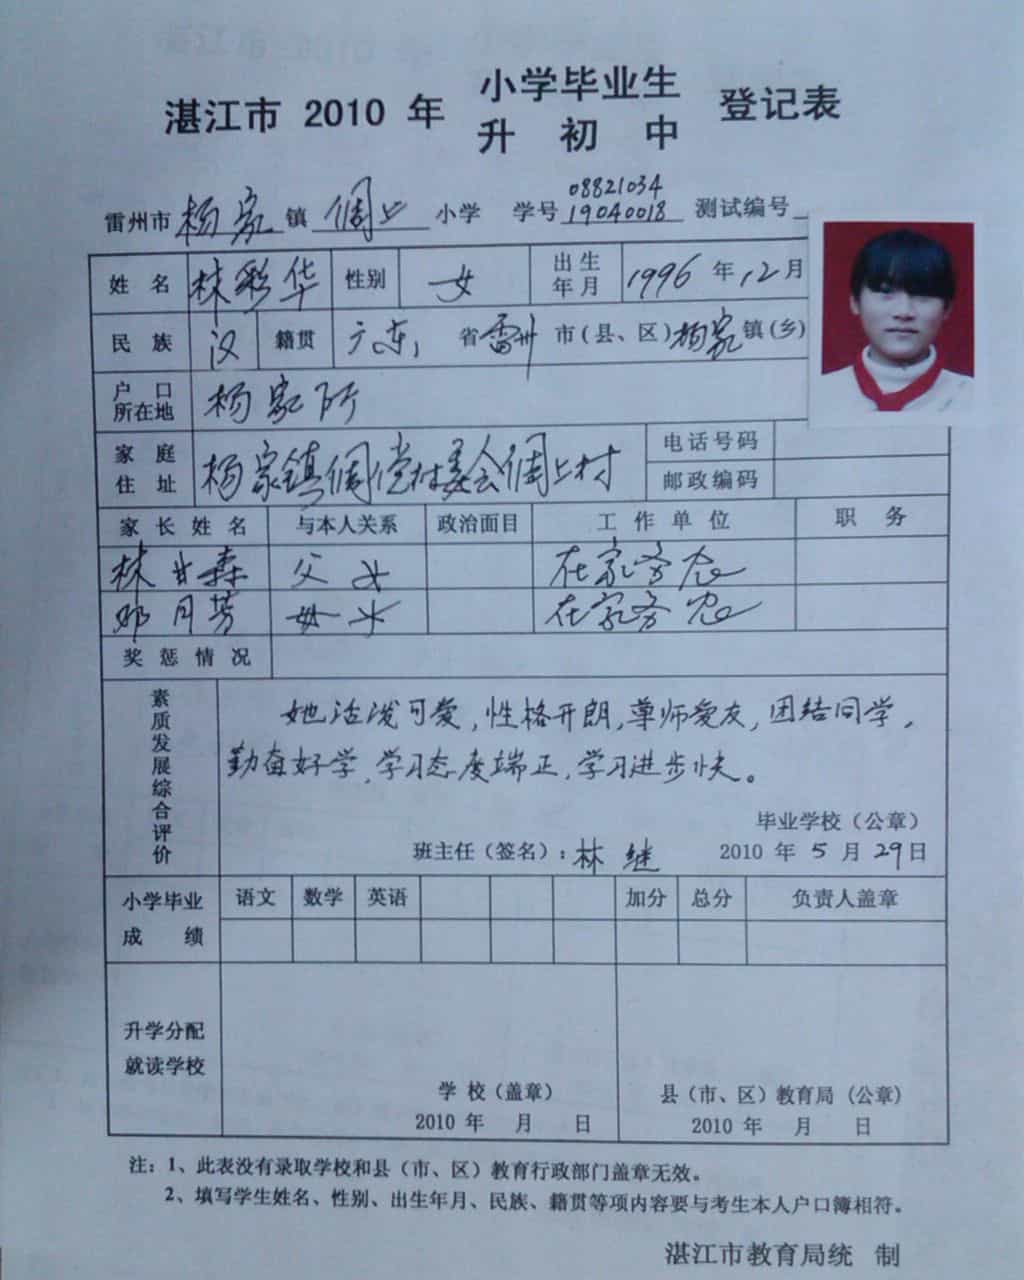 湛江市 2010 年 小学毕业生 升初中 登记表
08821034
雷州市 杨家 镇 倜上 小学 学号 19040018 测试编号
姓名 林彩华 性别 女 出生年月 1996 年 12 月
民族 汉 籍贯 广东 省 雷州 市(县、区) 杨家 镇(乡)
户口所在地 杨家所
家庭住址 杨家镇倜党村委会倜上村 电话号码
邮政编码
家长姓名 与本人关系 政治面目 工作单位 职务
林甘森 父女 在家务农
邓月芳 母女 在家务农
奖惩情况
素质发展综合评价
她活泼可爱,性格开朗,尊师爱友,团结同学,
勤奋好学,学习态度端正,学习进步快。
毕业学校(公章)
班主任(签名):林继 2010 年 5 月 29 日
小学毕业成绩 语文 数学 英语 加分 总分 负责人盖章
升学分配
就读学校
学校(盖章) 县(市、区)教育局(公章)
2010 年 月 日 2010 年 月 日
注:1、此表没有录取学校和县(市、区)教育行政部门盖章无效。
2、填写学生姓名、性别、出生年月、民族、籍贯等项内容要与考生本人户口簿相符。
湛江市教育局统 制